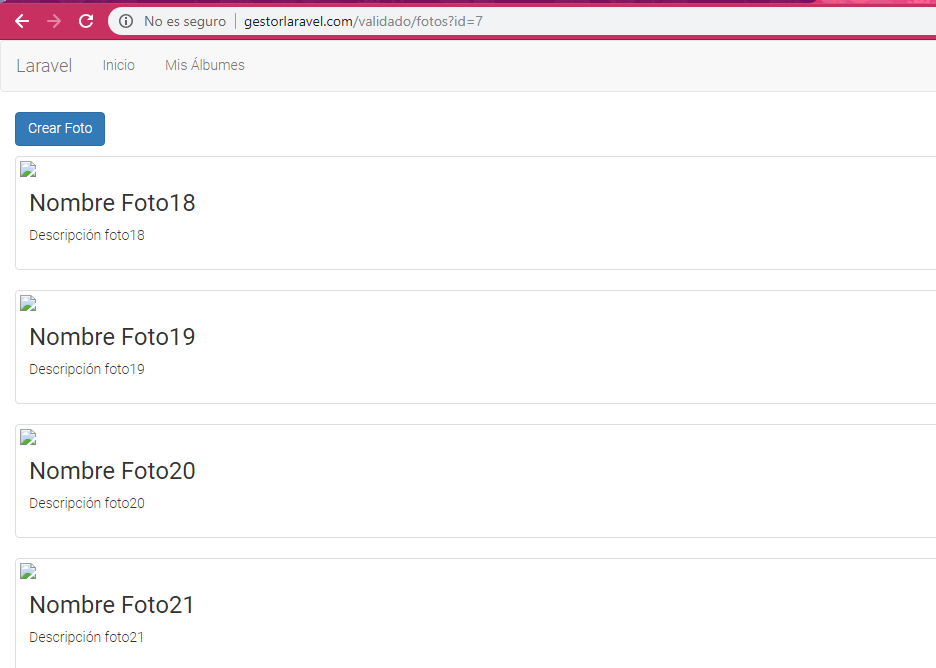 No es seguro | gestorlaravel.com/validado/fotos?id=7
Laravel Inicio Mis Álbumes
Crear Foto
Nombre Foto18
Descripción foto18
Nombre Foto19
Descripción foto19
Nombre Foto20
Descripción foto20
Nombre Foto21
Descripción foto21